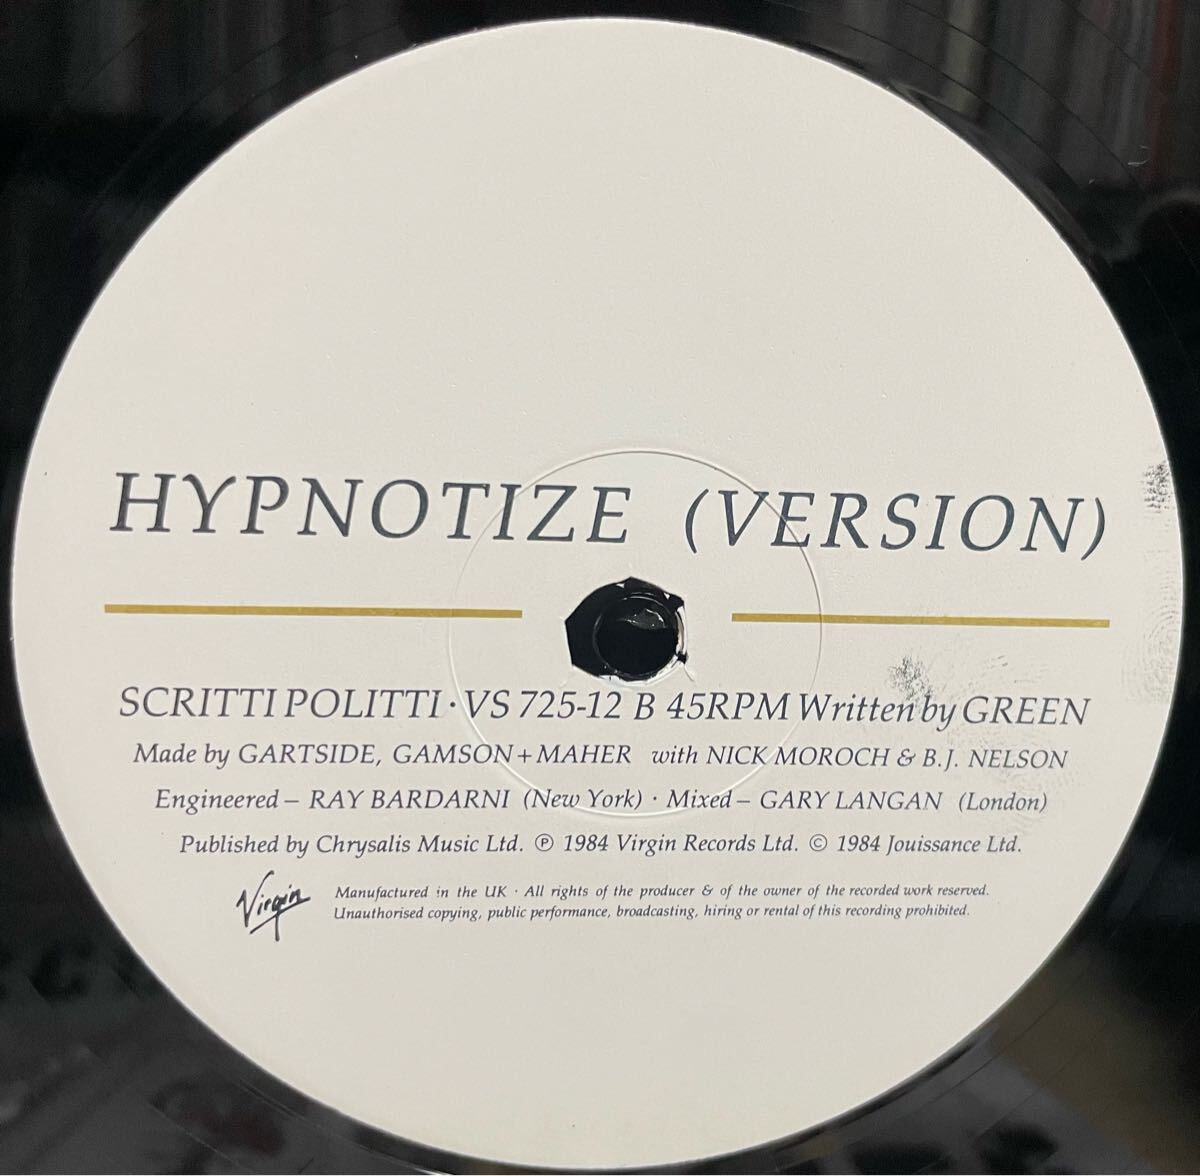 HYPNOTIZE (VERSION)
SCRITTI POLITTI · VS 725-12 B 45RPM Written by GREEN
Made by GARTSIDE, GAMSON + MAHER with NICK MOROCH & B.J. NELSON
Engineered – RAY BARDARNI (New York) · Mixed – GARY LANGAN (London)
Published by Chrysalis Music Ltd. ℗ 1984 Virgin Records Ltd. © 1984 Jouissance Ltd.
Virgin
Manufactured in the UK · All rights of the producer & of the owner of the recorded work reserved.
Unauthorised copying, public performance, broadcasting, hiring or rental of this recording prohibited.